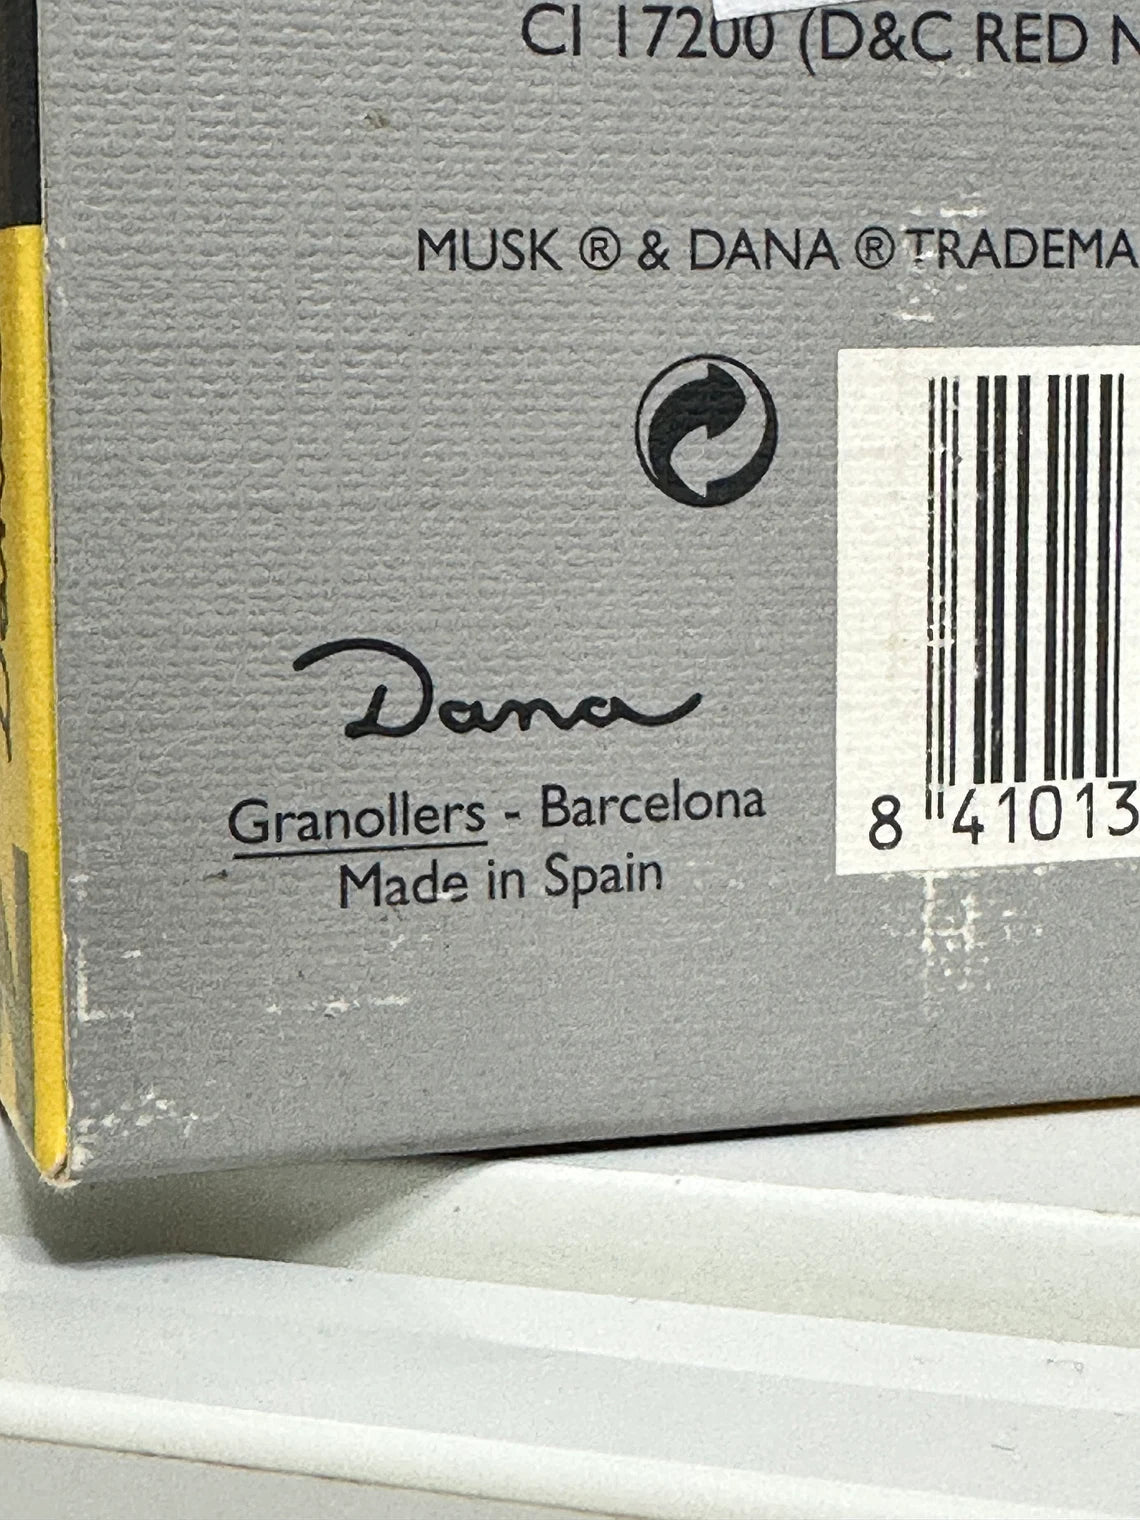 CI 17200 (D&C RED
MUSK ® & DANA ® TRADEMA
Dana
Granollers - Barcelona
Made in Spain
8 41013